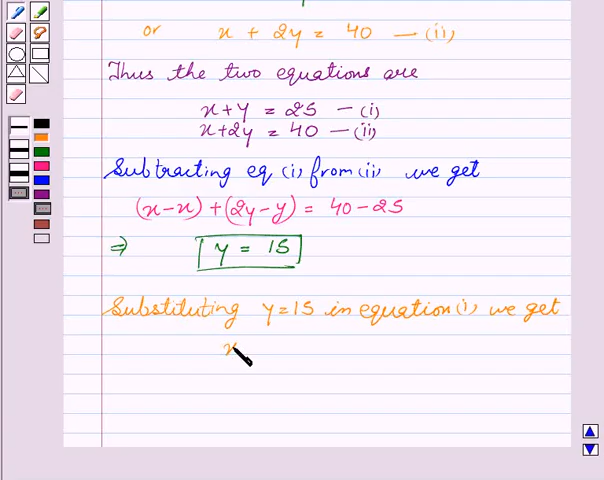 or x + 2y = 40 — (ii)
Thus the two equations are
x+y = 25 — (i)
x+2y = 40 — (ii)
Subtracting eq (i) from (ii) we get
(x-x) + (2y-y) = 40-25
⇒ y = 15
Substituting y=15 in equation (i) we get
x